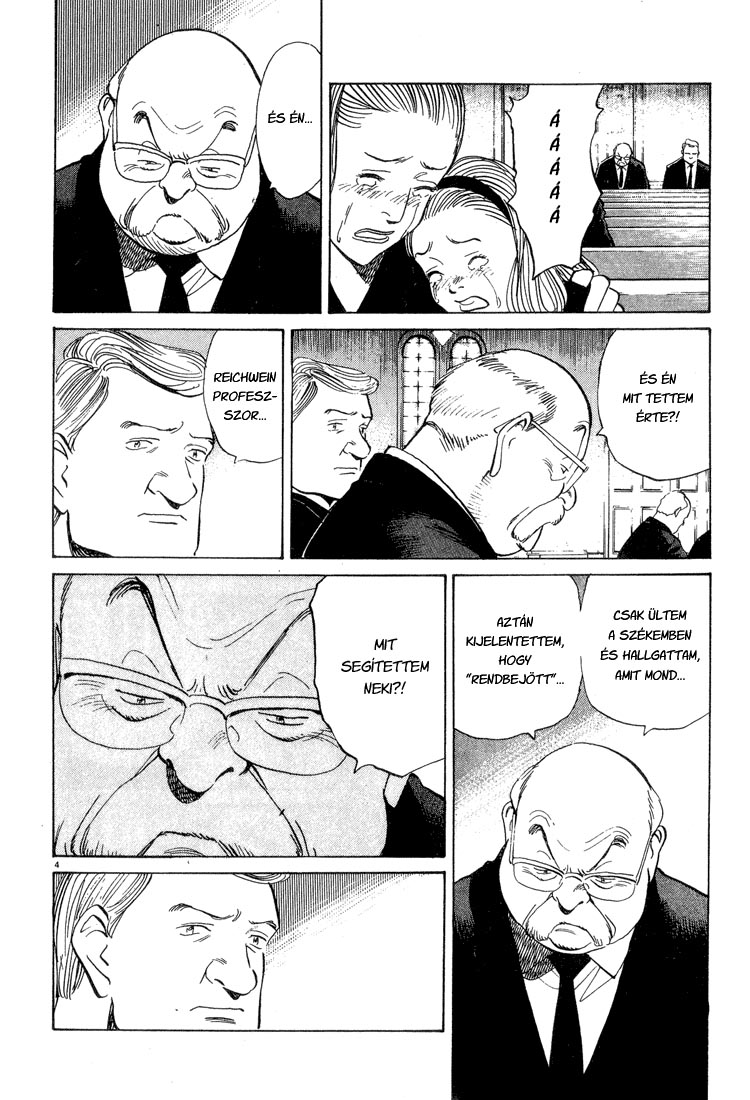 Á
Á
Á
Á
Á
ÉS ÉN...
ÉS ÉN
MIT TETTEM
ÉRTE?!
REICHWEIN
PROFESZ-
SZOR...
CSAK ÜLTEM
A SZÉKEMBEN
ÉS HALLGATTAM,
AMIT MOND...
AZTÁN
KIJELENTETTEM,
HOGY
"RENDBEJÖTT"...
MIT
SEGÍTETTEM
NEKI?!
4